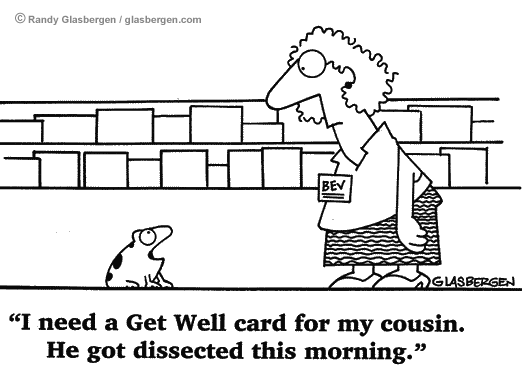 © Randy Glasbergen / glasbergen.com
BEV
GLASBERGEN
“I need a Get Well card for my cousin.
He got dissected this morning.”